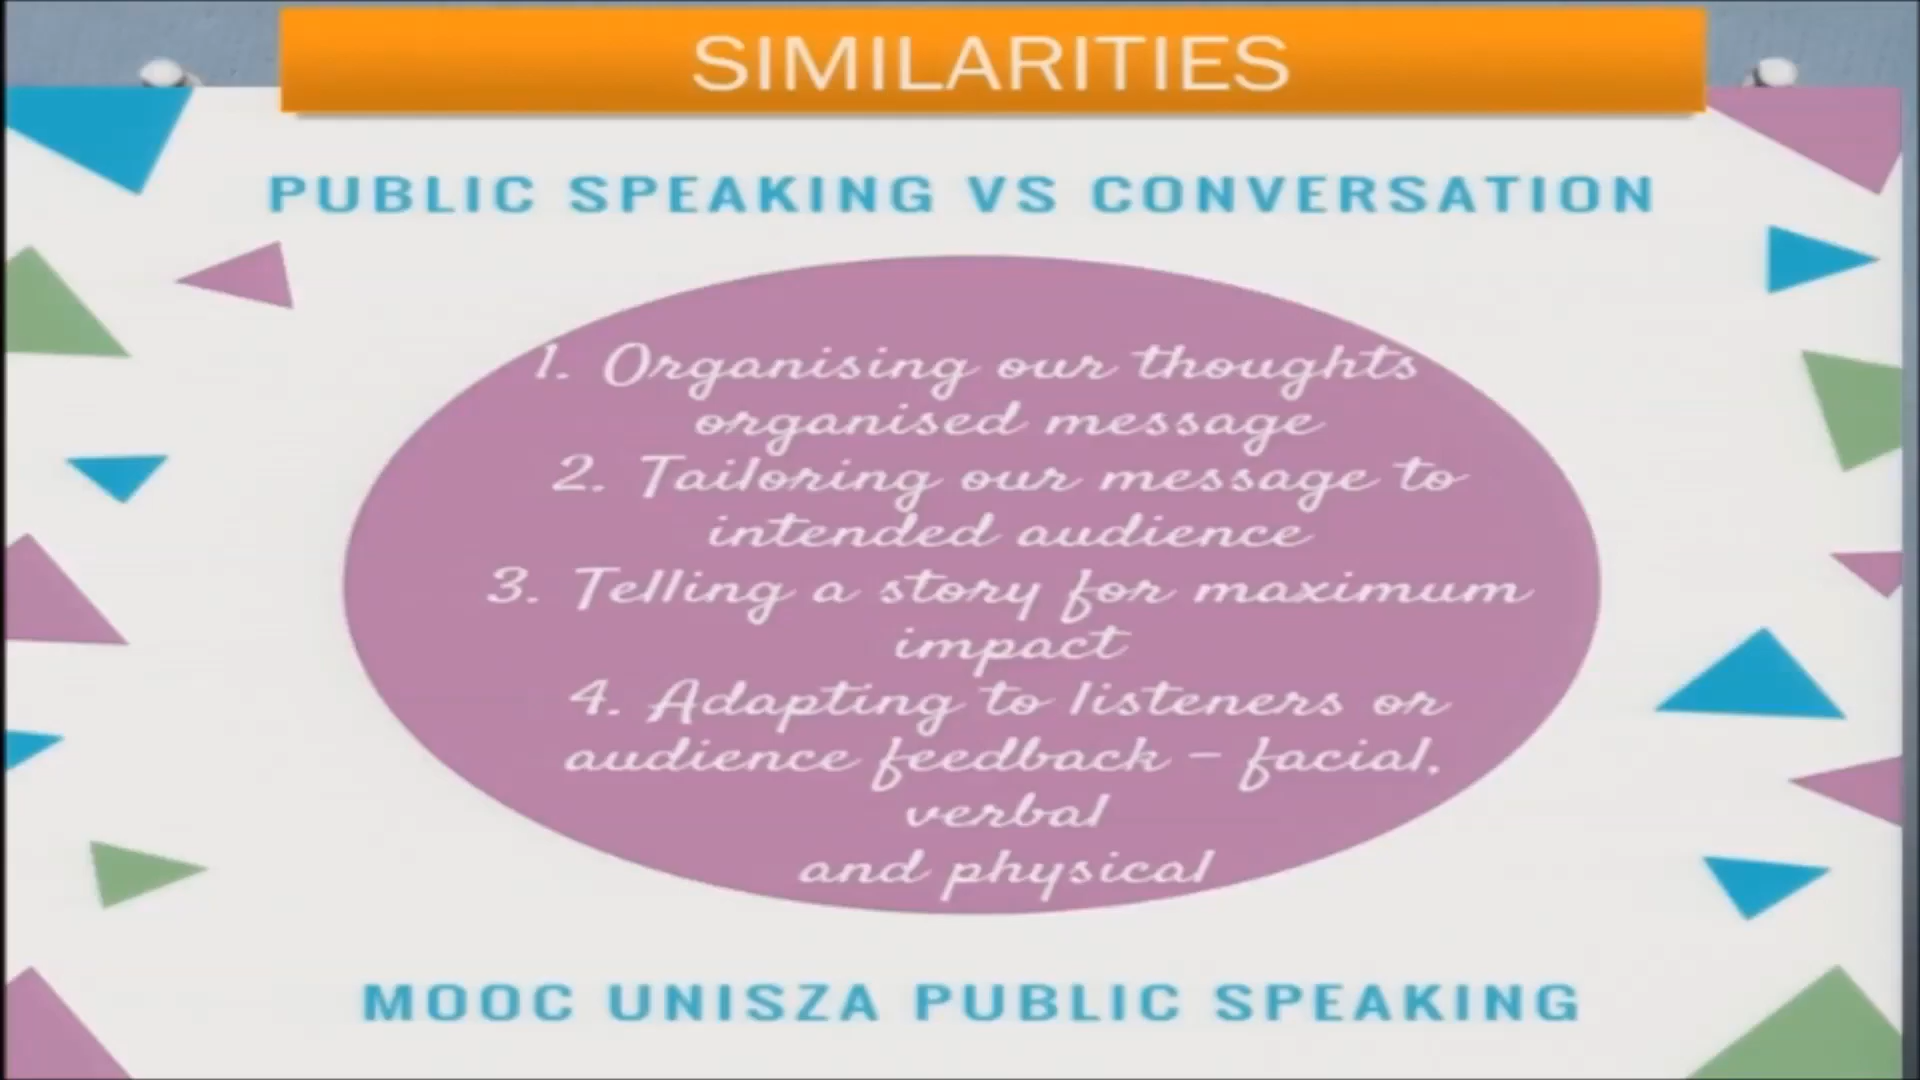 SIMILARITIES
PUBLIC SPEAKING VS CONVERSATION
1. Organising our thoughts
organised message
2. Tailoring our message to
intended audience
3. Telling a story for maximum
impact
4. Adapting to listeners or
audience feedback – facial,
verbal
and physical
MOOC UNISZA PUBLIC SPEAKING